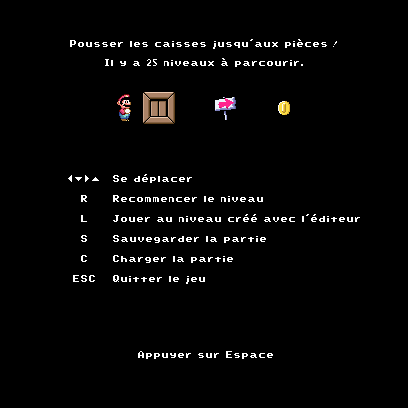 Pousser les caisses jusqu'aux pièces !
Il y a 25 niveaux à parcourir.
Se déplacer
R Recommencer le niveau
L Jouer au niveau créé avec l'éditeur
S Sauvegarder la partie
C Charger la partie
ESC Quitter le jeu
Appuyer sur Espace